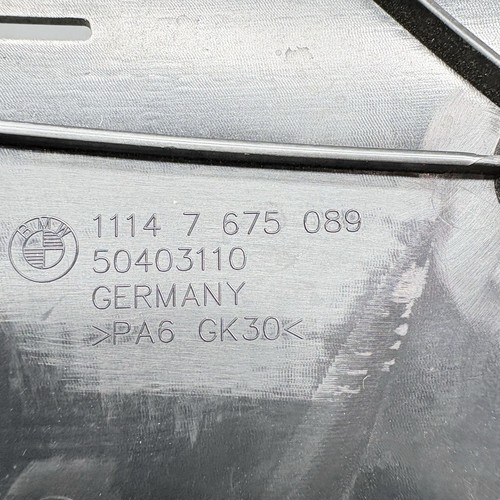 BMW
1114 7 675 089
50403110
GERMANY
>PA6 GK30<